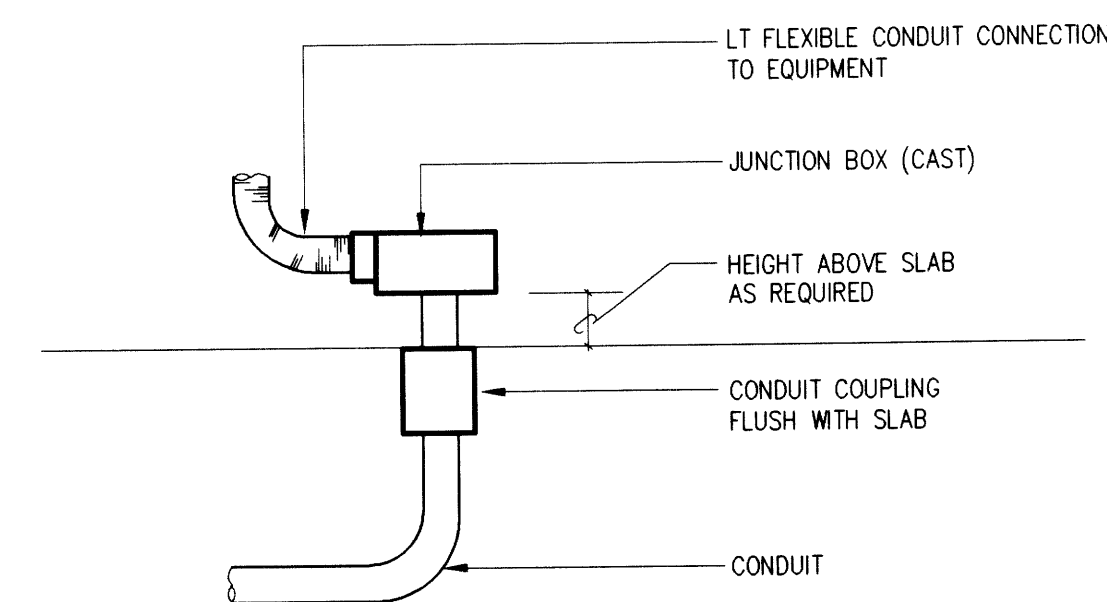 LT FLEXIBLE CONDUIT CONNECTION
TO EQUIPMENT
JUNCTION BOX (CAST)
HEIGHT ABOVE SLAB
AS REQUIRED
CONDUIT COUPLING
FLUSH WITH SLAB
CONDUIT